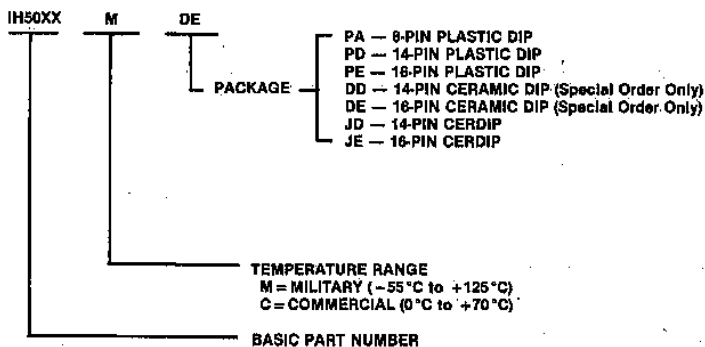 IH50XX M DE
PACKAGE
PA — 8-PIN PLASTIC DIP
PD — 14-PIN PLASTIC DIP
PE — 16-PIN PLASTIC DIP
DD — 14-PIN CERAMIC DIP (Special Order Only)
DE — 16-PIN CERAMIC DIP (Special Order Only)
JD — 14-PIN CERDIP
JE — 16-PIN CERDIP
TEMPERATURE RANGE
M = MILITARY (−55°C to +125°C)
C = COMMERCIAL (0°C to +70°C)
BASIC PART NUMBER